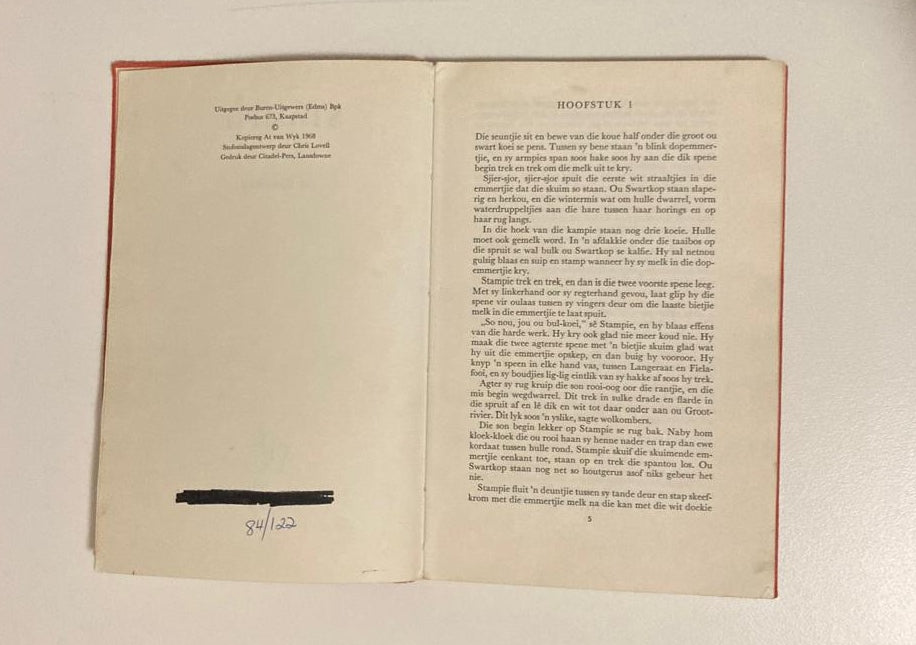 Uitgegee deur Buren-Uitgewers (Edms) Bpk
Posbus 673, Kaapstad
©
Kopiereg At van Wyk 1968
Stofomslagontwerp deur Chris Lovell
Gedruk deur Citadel-Pers, Lansdowne
84/122
HOOFSTUK 1
Die seuntjie sit en bewe van die koue half onder die groot ou
swart koei se pens. Tussen sy bene staan 'n blink dopemmer-
tjie, en sy armpies span soos hake soos hy aan die dik spene
begin trek en trek om die melk uit te kry.
Sjier-sjor, sjier-sjor spuit die eerste wit straaltjies in die
emmertjie dat die skuim so staan. Ou Swartkop staan slape-
rig en herkou, en die wintermis wat om hulle dwarrel, vorm
waterdruppeltjies aan die hare tussen haar horings en op
haar rug langs.
In die hoek van die kampie staan nog drie koeie. Hulle
moet ook gemelk word. In 'n afdakkie onder die taaibos op
die spruit se wal bulk ou Swartkop se kalfie. Hy sal netnou
gulsig blaas en suip en stamp wanneer hy sy melk in die dop-
emmertjie kry.
Stampie trek en trek, en dan is die twee voorste spene leeg.
Met sy linkerhand oor sy regterhand gevou, laat glip hy die
spene vir oulaas tussen sy vingers deur om die laaste bietjie
melk in die emmertjie te laat spuit.
„So nou, jou ou bul-koei," sê Stampie, en hy blaas effens
van die harde werk. Hy kry ook glad nie meer koud nie. Hy
maak die twee agterste spene met 'n bietjie skuim glad wat
hy uit die emmertjie opskep, en dan buig hy vooroor. Hy
knyp 'n speen in elke hand vas, tussen Langeraat en Fiela-
fooi, en sy boudjies lig-lig eintlik van sy hakke af soos hy trek.
Agter sy rug kruip die son rooi-oog oor die rantjie, en die
mis begin wegdwarrel. Dit trek in sulke drade en flarde in
die spruit af en lê dik en wit tot daar onder aan ou Groot-
rivier. Dit lyk soos 'n yslike, sagte wolkombers.
Die son begin lekker op Stampie se rug bak. Naby hom
kloek-kloek die ou rooi haan sy henne nader en trap dan ewe
kordaat tussen hulle rond. Stampie skuif die skuimende em-
mertjie eenkant toe, staan op en trek die spantou los. Ou
Swartkop staan nog net so houtgerus asof niks gebeur het
nie.
Stampie fluit 'n deuntjie tussen sy tande deur en stap skeef-
krom met die emmertjie melk na die kan met die wit doekie
5